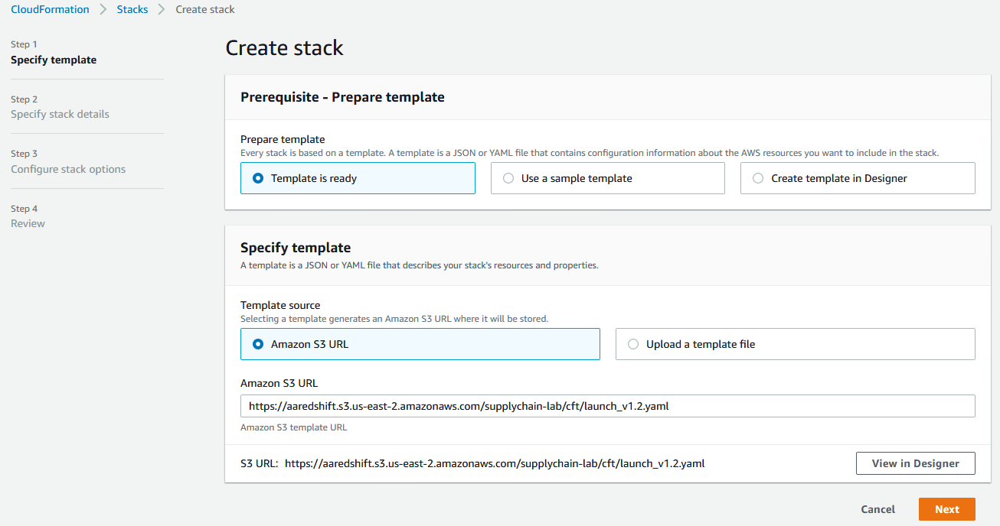 CloudFormation > Stacks > Create stack
Step 1
Specify template
Step 2
Specify stack details
Step 3
Configure stack options
Step 4
Review
Create stack
Prerequisite - Prepare template
Prepare template
Every stack is based on a template. A template is a JSON or YAML file that contains configuration information about the AWS resources you want to include in the stack.
Template is ready
Use a sample template
Create template in Designer
Specify template
A template is a JSON or YAML file that describes your stack's resources and properties.
Template source
Selecting a template generates an Amazon S3 URL where it will be stored.
Amazon S3 URL
Upload a template file
Amazon S3 URL
https://aaredshift.s3.us-east-2.amazonaws.com/supplychain-lab/cft/launch_v1.2.yaml
Amazon S3 template URL
S3 URL: https://aaredshift.s3.us-east-2.amazonaws.com/supplychain-lab/cft/launch_v1.2.yaml
View in Designer
Cancel
Next